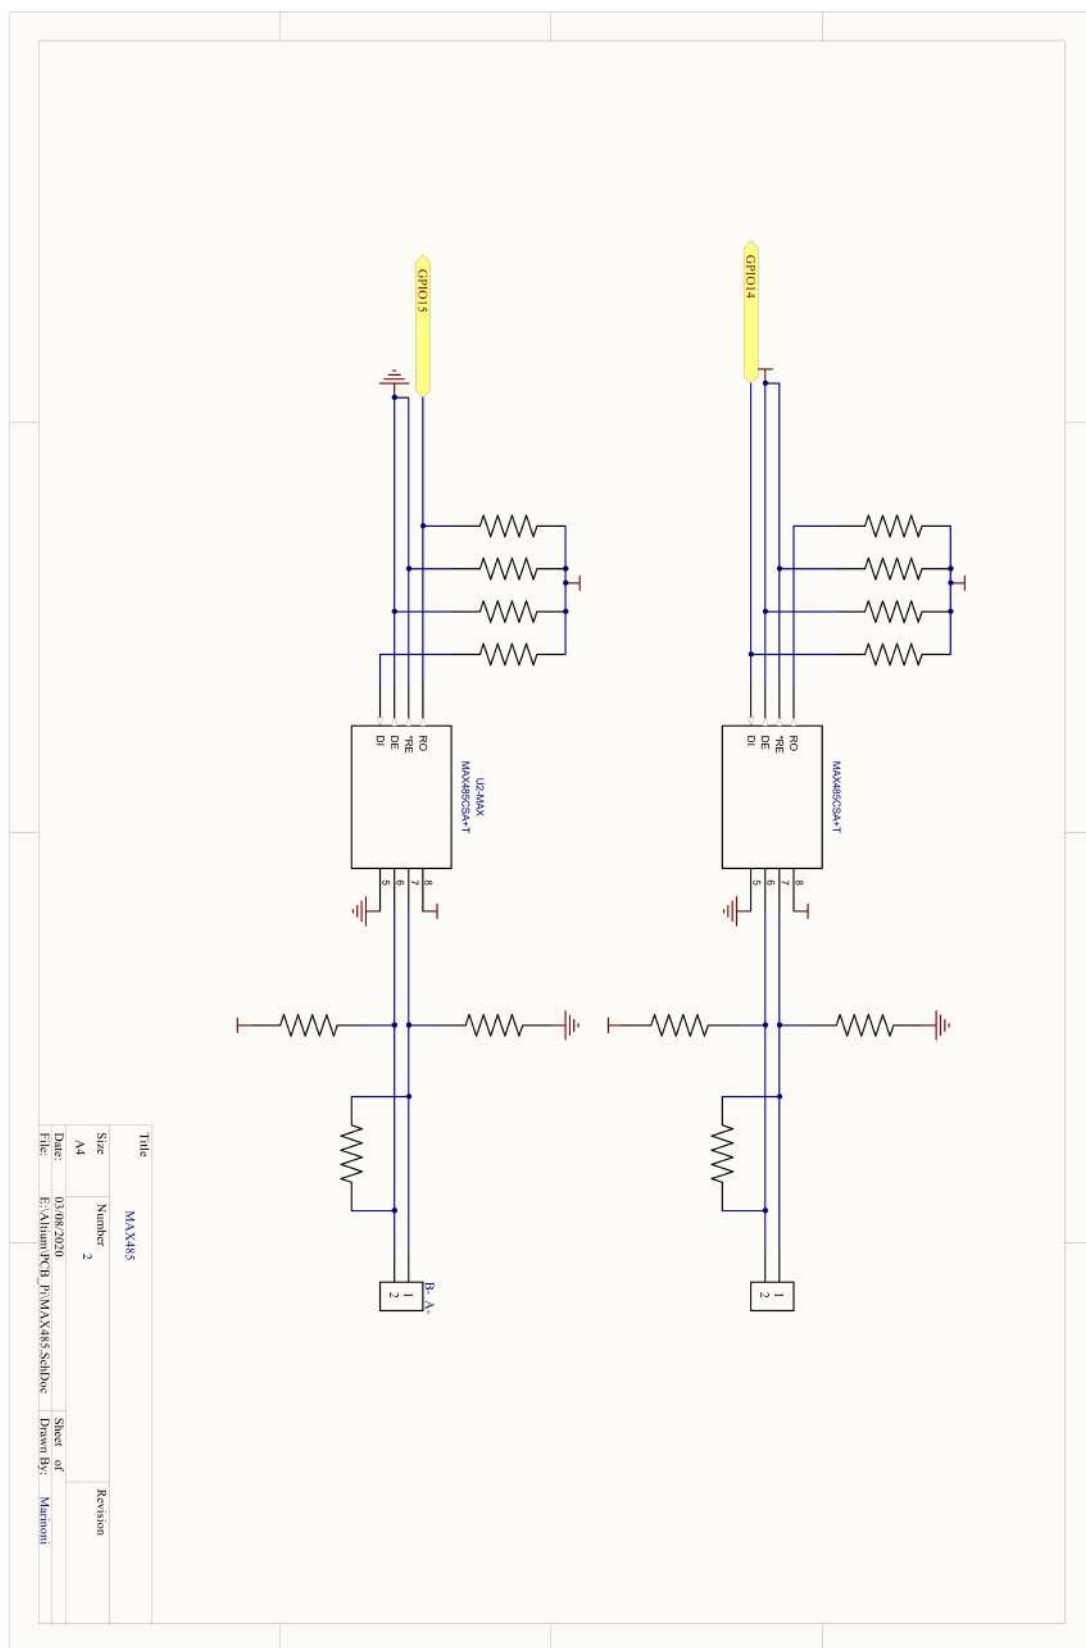 GPIO14
RO
*RE
DE
DI
MAX485CSA+T
8
7
6
5
1
2
GPIO15
RO
*RE
DE
DI
U2-MAX
MAX485CSA+T
8
7
6
5
B- A-
1
2
Title
MAX485
Size
Number
Revision
A4
2
Date:
03/08/2020
Sheet of
File:
E:\Altium\PCB_Pi\MAX485.SchDoc
Drawn By:
Marinoni